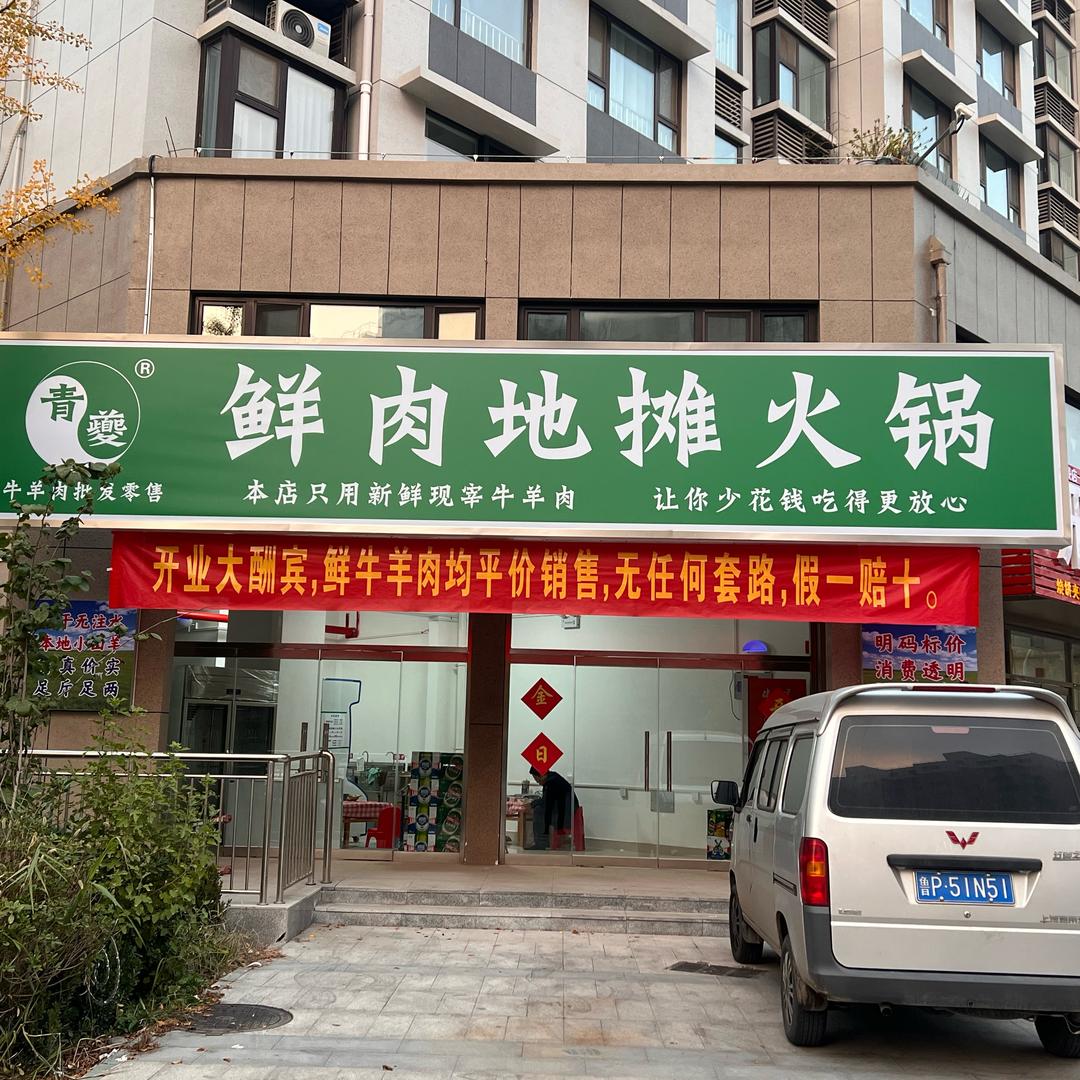 青夔
®
鲜肉地摊火锅
牛羊肉批发零售
本店只用新鲜现宰牛羊肉
让你少花钱吃得更放心
开业大酬宾,鲜牛羊肉均平价销售,无任何套路,假一赔十。
无注水
本地小山羊
真价实
足斤足两
明码标价
消费透明
金
日
鲁P·51N51